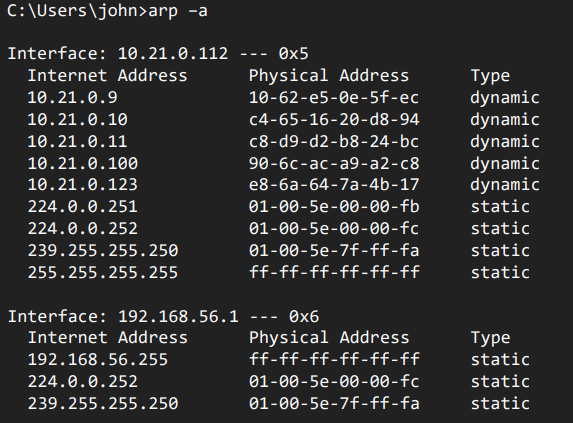 C:\Users\john>arp –a
Interface: 10.21.0.112 --- 0x5
Internet Address Physical Address Type
10.21.0.9 10-62-e5-0e-5f-ec dynamic
10.21.0.10 c4-65-16-20-d8-94 dynamic
10.21.0.11 c8-d9-d2-b8-24-bc dynamic
10.21.0.100 90-6c-ac-a9-a2-c8 dynamic
10.21.0.123 e8-6a-64-7a-4b-17 dynamic
224.0.0.251 01-00-5e-00-00-fb static
224.0.0.252 01-00-5e-00-00-fc static
239.255.255.250 01-00-5e-7f-ff-fa static
255.255.255.255 ff-ff-ff-ff-ff-ff static
Interface: 192.168.56.1 --- 0x6
Internet Address Physical Address Type
192.168.56.255 ff-ff-ff-ff-ff-ff static
224.0.0.252 01-00-5e-00-00-fc static
239.255.255.250 01-00-5e-7f-ff-fa static